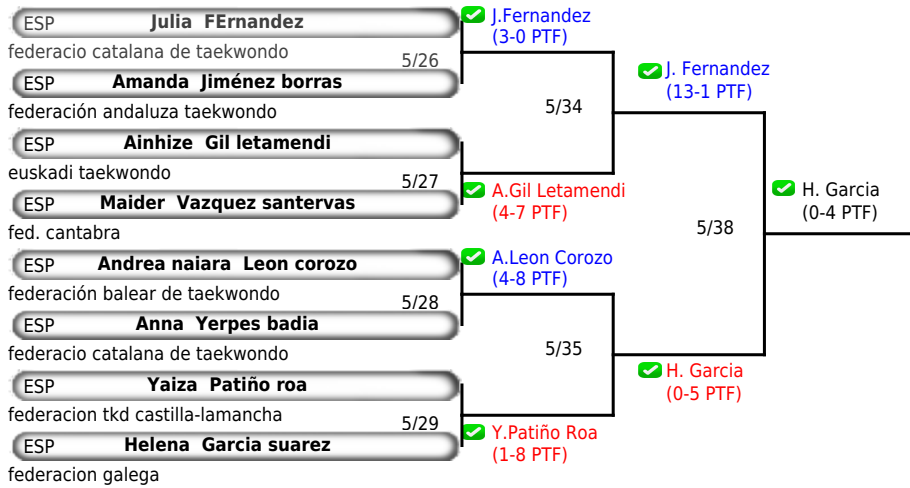 ESP Julia FErnandez
federacio catalana de taekwondo
5/26
ESP Amanda Jiménez borras
federación andaluza taekwondo
ESP Ainhize Gil letamendi
euskadi taekwondo
5/27
ESP Maider Vazquez santervas
fed. cantabra
ESP Andrea naiara Leon corozo
federación balear de taekwondo
5/28
ESP Anna Yerpes badia
federacio catalana de taekwondo
ESP Yaiza Patiño roa
federacion tkd castilla-lamancha
5/29
ESP Helena Garcia suarez
federacion galega
J.Fernandez
(3-0 PTF)
5/34
A.Gil Letamendi
(4-7 PTF)
A.Leon Corozo
(4-8 PTF)
5/35
Y.Patiño Roa
(1-8 PTF)
J. Fernandez
(13-1 PTF)
5/38
H. Garcia
(0-5 PTF)
H. Garcia
(0-4 PTF)